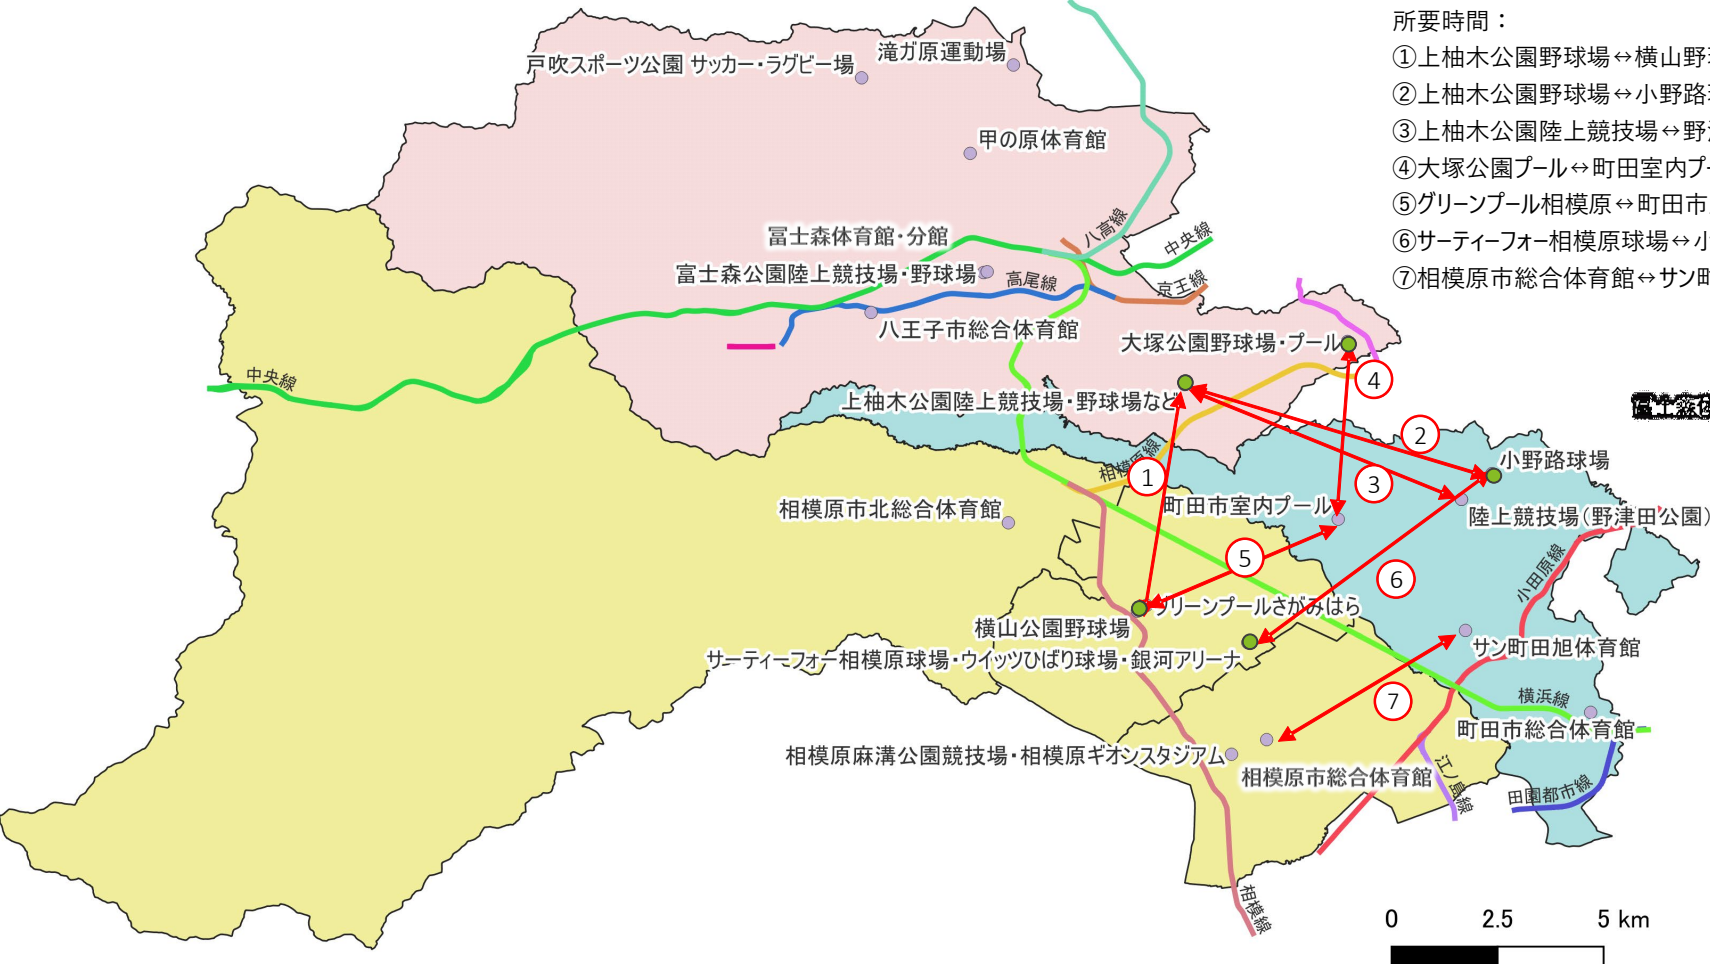 所要時間：
①上柚木公園野球場↔横山野
②上柚木公園野球場↔小野路
③上柚木公園陸上競技場↔野
④大塚公園プール↔町田室内プー
⑤グリーンプール相模原↔町田市
⑥サーティーフォー相模原球場↔小
⑦相模原市総合体育館↔サン町
滝ガ原運動場
戸吹スポーツ公園 サッカー・ラグビー場
甲の原体育館
八高線
中央線
冨士森体育館・分館
富士森公園陸上競技場・野球場
高尾線
京王線
八王子市総合体育館
大塚公園野球場・プール
中央線
④
上柚木公園陸上競技場・野球場など
②
相模原線
①
③
小野路球場
町田市室内プール
相模原市北総合体育館
陸上競技場（野津田公園）
⑤
小田原線
⑥
グリーンプールさがみはら
横山公園野球場
サーティーフォー相模原球場・ウイッツひばり球場・銀河アリーナ
サン町田旭体育館
⑦
横浜線
町田市総合体育館
相模原麻溝公園競技場・相模原ギオンスタジアム
相模原市総合体育館
江ノ島線
田園都市線
相模線
0 2.5 5 km